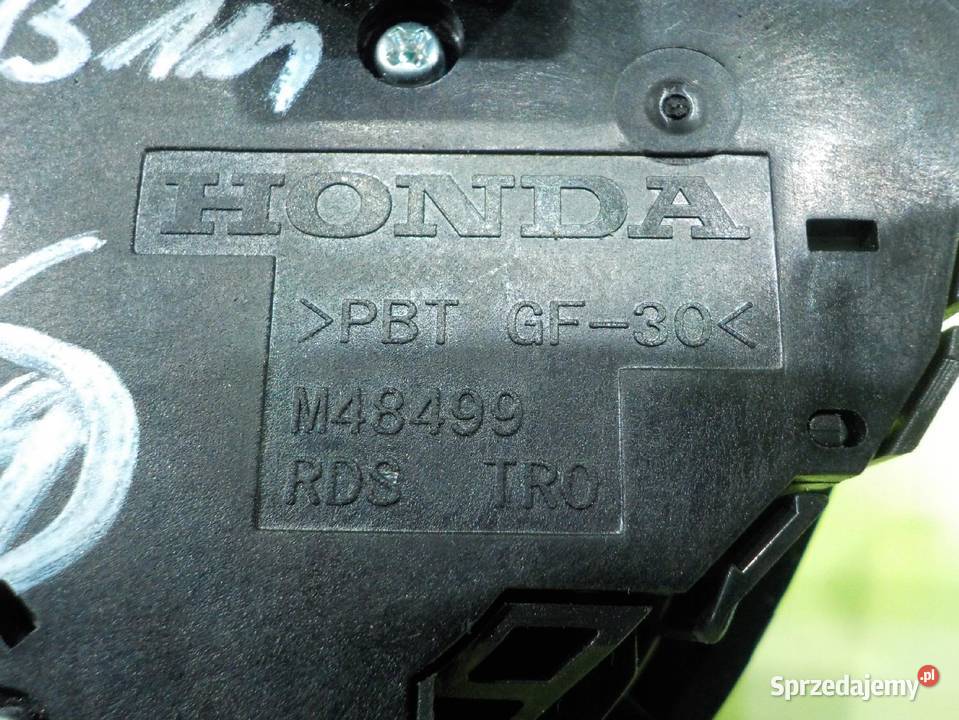 HONDA
>PBT GF-30<
M48499
RDS TR0
Sprzedajemy.pl